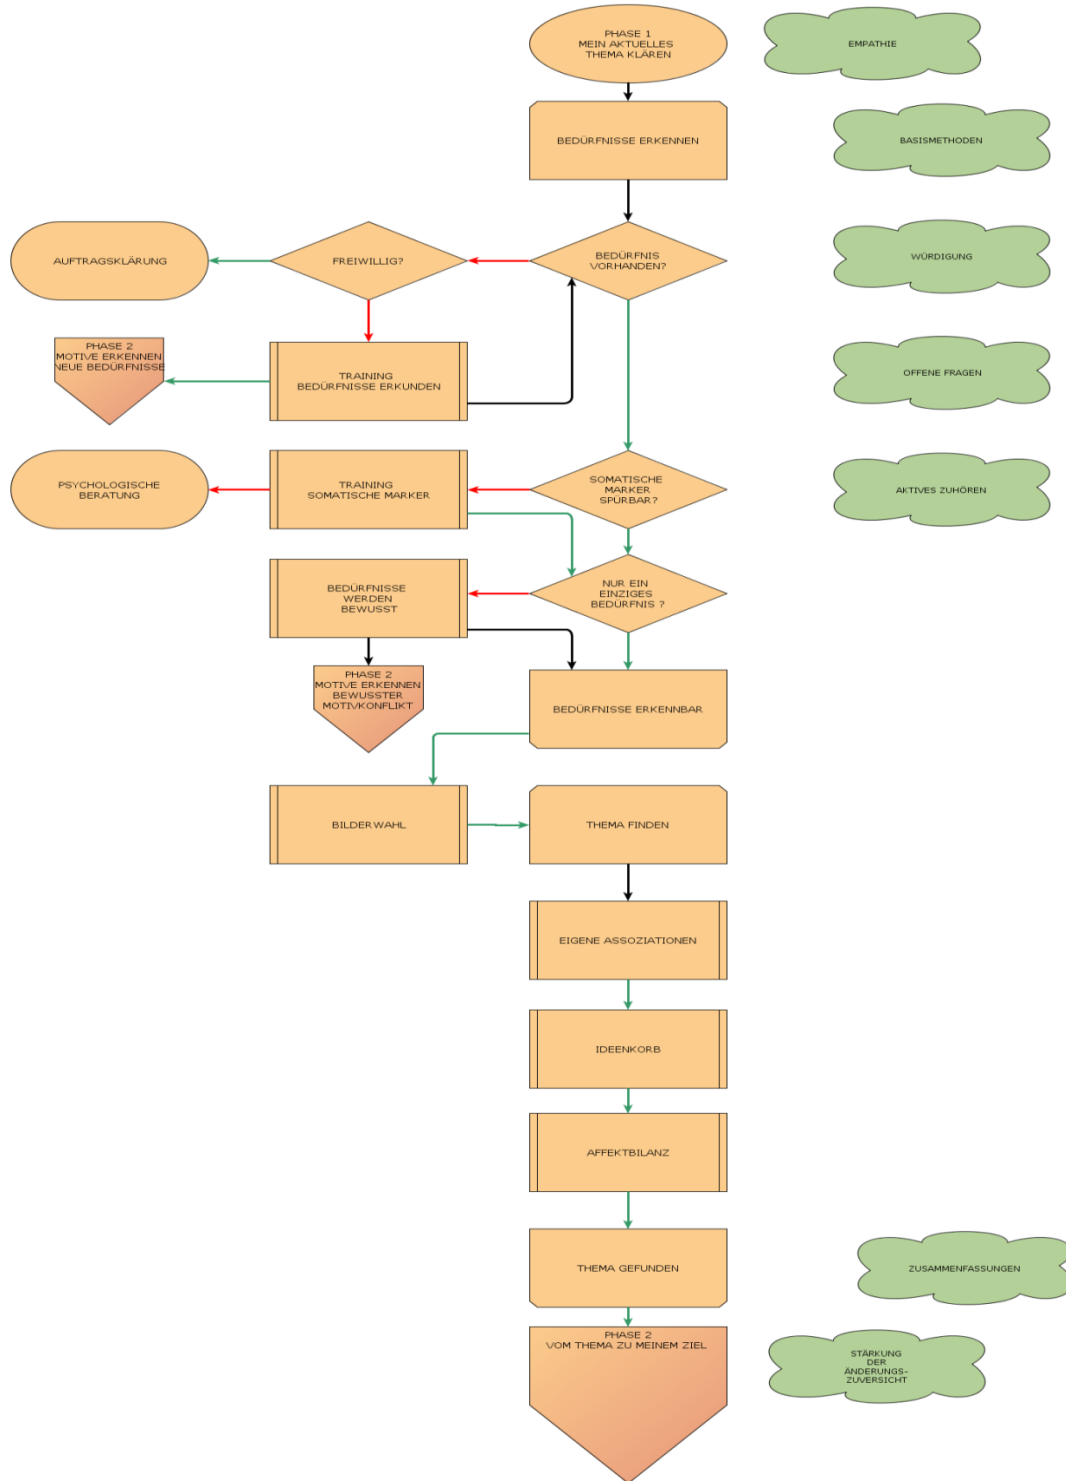 PHASE 1
MEIN AKTUELLES
THEMA KLÄREN
EMPATHIE
BEDÜRFNISSE ERKENNEN
BASISMETHODEN
AUFTRAGSKLÄRUNG
FREIWILLIG?
BEDÜRFNIS
VORHANDEN?
WÜRDIGUNG
PHASE 2
MOTIVE ERKENNEN
NEUE BEDÜRFNISSE
TRAINING
BEDÜRFNISSE ERKUNDEN
OFFENE FRAGEN
PSYCHOLOGISCHE
BERATUNG
TRAINING
SOMATISCHE MARKER
SOMATISCHE
MARKER
SPÜRBAR?
AKTIVES ZUHÖREN
BEDÜRFNISSE
WERDEN
BEWUSST
NUR EIN
EINZIGES
BEDÜRFNIS ?
PHASE 2
MOTIVE ERKENNEN
BEWUSSTER
MOTIVKONFLIKT
BEDÜRFNISSE ERKENNBAR
BILDERWAHL
THEMA FINDEN
EIGENE ASSOZIATIONEN
IDEENKORB
AFFEKTBILANZ
THEMA GEFUNDEN
ZUSAMMENFASSUNGEN
PHASE 2
VOM THEMA ZU MEINEM ZIEL
STÄRKUNG
DER
ÄNDERUNGS-
ZUVERSICHT